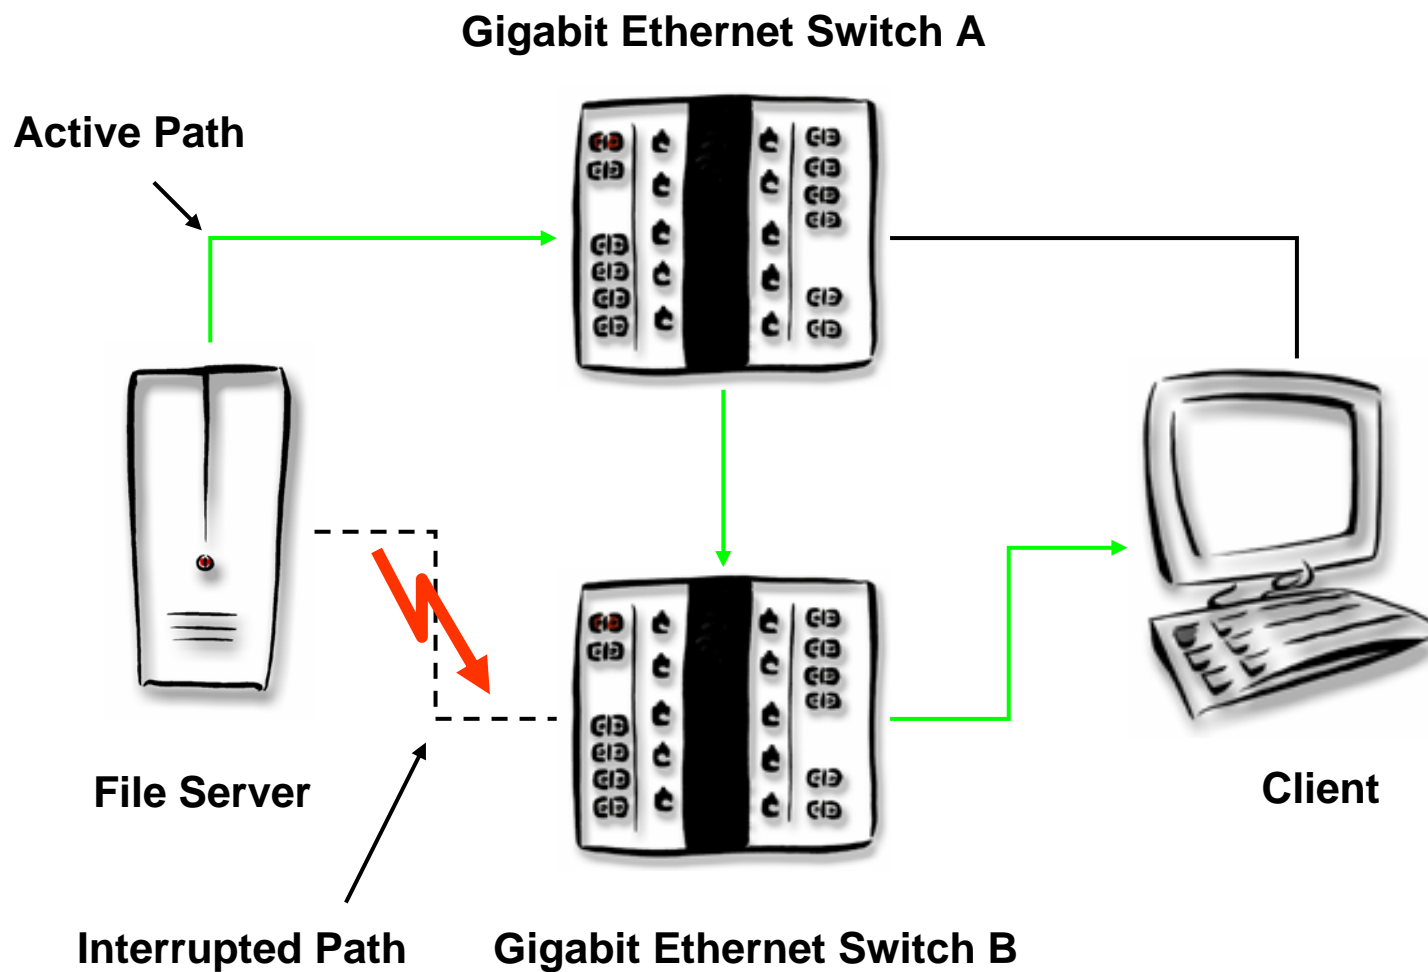 Gigabit Ethernet Switch A
Active Path
File Server
Client
Interrupted Path
Gigabit Ethernet Switch B